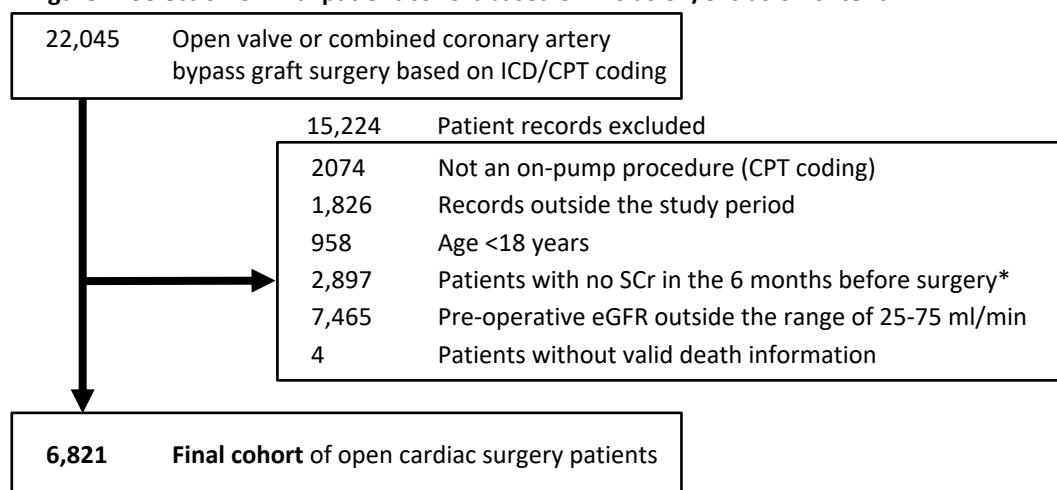 22,045 Open valve or combined coronary artery
bypass graft surgery based on ICD/CPT coding
15,224 Patient records excluded
2074 Not an on-pump procedure (CPT coding)
1,826 Records outside the study period
958 Age <18 years
2,897 Patients with no SCr in the 6 months before surgery*
7,465 Pre-operative eGFR outside the range of 25-75 ml/min
4 Patients without valid death information
6,821 Final cohort of open cardiac surgery patients